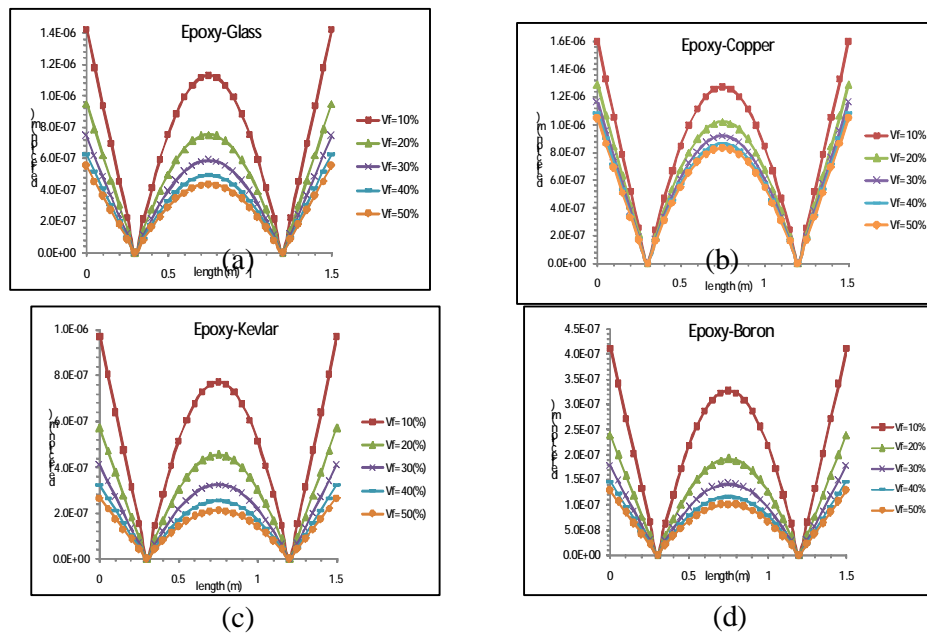 Epoxy-Glass
1.4E-06
1.2E-06
1.0E-06
8.0E-07
6.0E-07
4.0E-07
2.0E-07
0.0E+00
0
0.5
1
1.5
length (m)
Vf=10%
Vf=20%
Vf=30%
Vf=40%
Vf=50%
(a)
Epoxy-Copper
1.6E-06
1.4E-06
1.2E-06
1.0E-06
8.0E-07
6.0E-07
4.0E-07
2.0E-07
0.0E+00
0
0.5
1
1.5
length (m)
Vf=10%
Vf=20%
Vf=30%
Vf=40%
Vf=50%
(b)
Epoxy-Kevlar
1.0E-06
8.0E-07
6.0E-07
4.0E-07
2.0E-07
0.0E+00
0
0.5
1
1.5
length (m)
Vf=10(%)
Vf=20(%)
Vf=30(%)
Vf=40(%)
Vf=50(%)
(c)
Epoxy-Boron
4.5E-07
4.0E-07
3.5E-07
3.0E-07
2.5E-07
2.0E-07
1.5E-07
1.0E-07
5.0E-08
0.0E+00
0
0.5
1
1.5
length (m)
Vf=10%
Vf=20%
Vf=30%
Vf=40%
Vf=50%
(d)